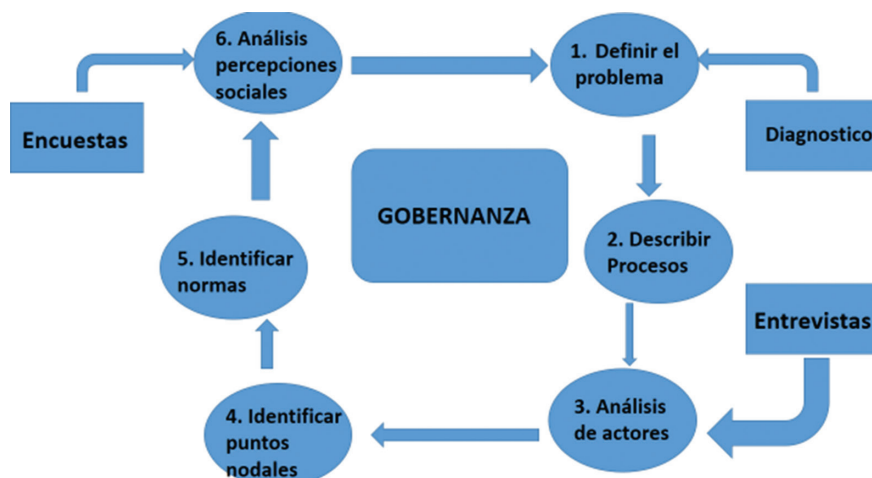 6. Análisis
percepciones
sociales
1. Definir el
problema
Encuestas
Diagnostico
GOBERNANZA
2. Describir
Procesos
5. Identificar
normas
Entrevistas
3. Análisis
de actores
4. Identificar
puntos
nodales